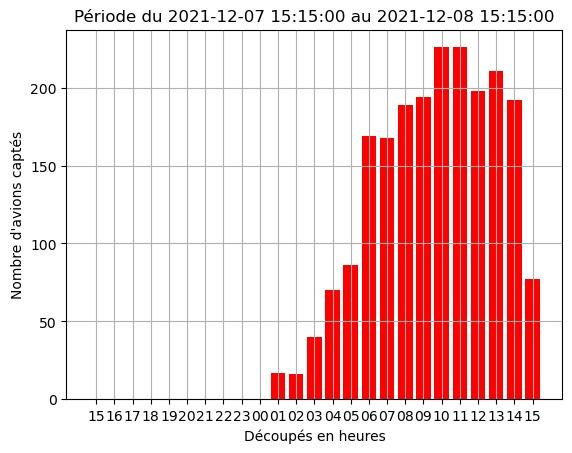 Période du 2021-12-07 15:15:00 au 2021-12-08 15:15:00
Nombre d'avions captés
200
150
100
50
0
15 16 17 18 19 20 21 22 23 00 01 02 03 04 05 06 07 08 09 10 11 12 13 14 15
Découpés en heures